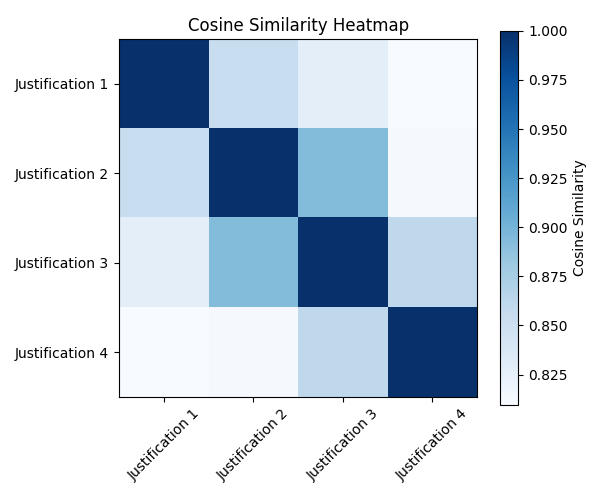 Cosine Similarity Heatmap
Justification 1
Justification 2
Justification 3
Justification 4
Justification 1
Justification 2
Justification 3
Justification 4
1.000
0.975
0.950
0.925
0.900
0.875
0.850
0.825
Cosine Similarity